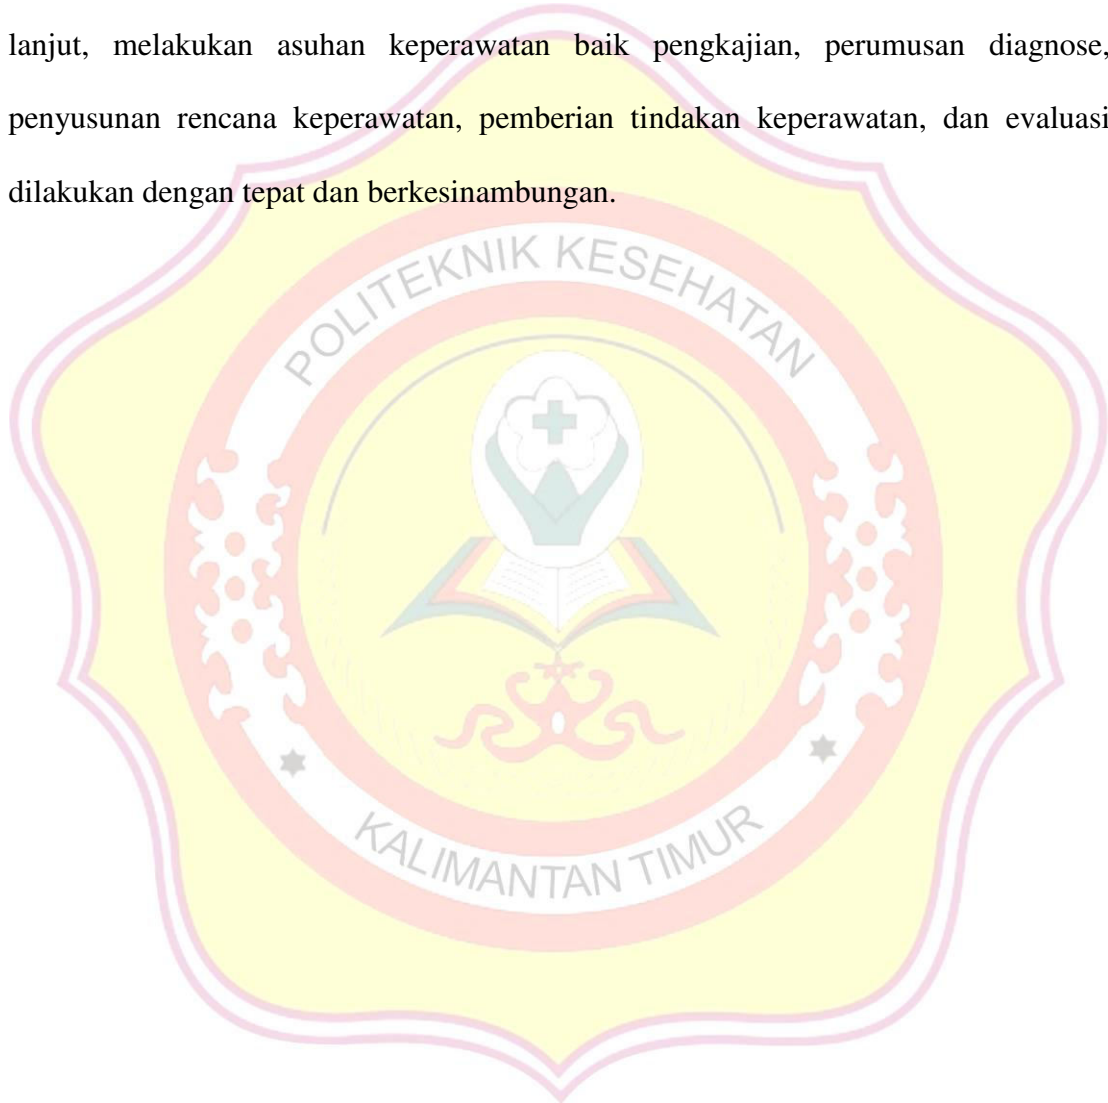 lanjut, melakukan asuhan keperawatan baik pengkajian, perumusan diagnose,
penyusunan rencana keperawatan, pemberian tindakan keperawatan, dan evaluasi
dilakukan dengan tepat dan berkesinambungan.
POLITEKNIK KESEHATAN
KALIMANTAN TIMUR